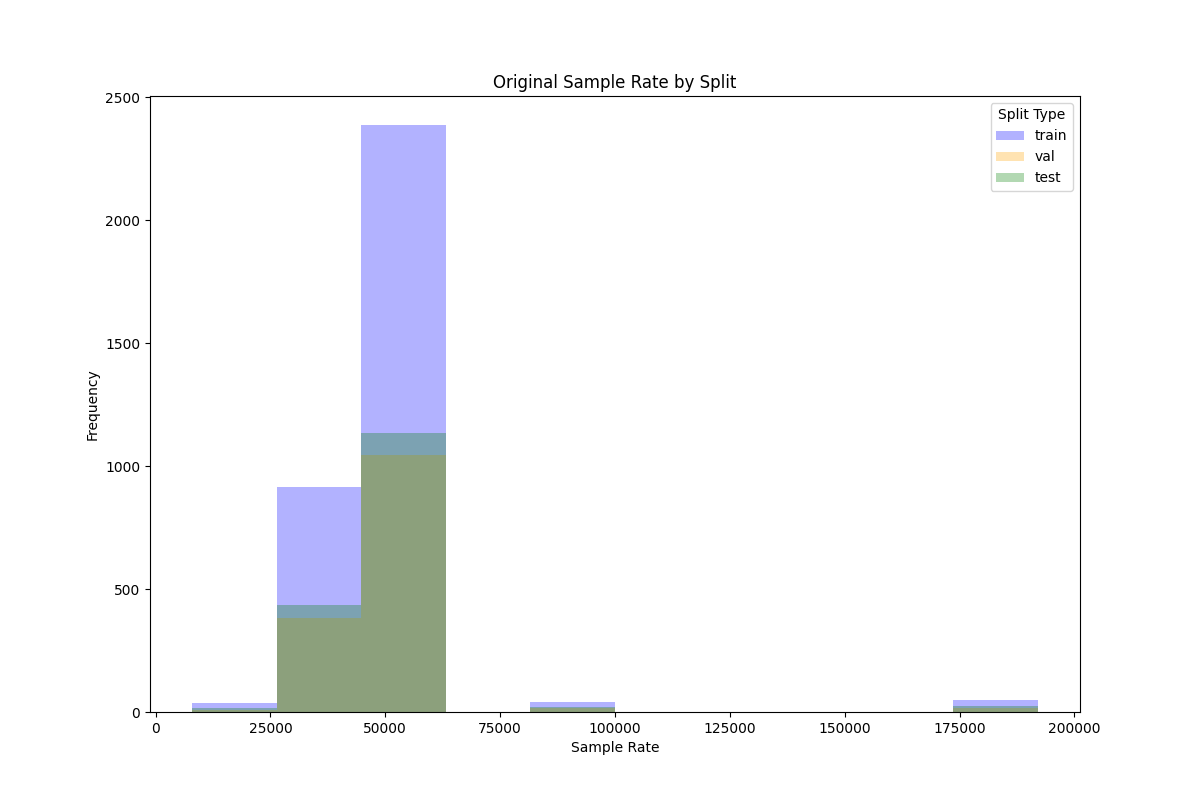 Original Sample Rate by Split
2500
2000
1500
1000
500
0
Frequency
Split Type
train
val
test
0 25000 50000 75000 100000 125000 150000 175000 200000
Sample Rate